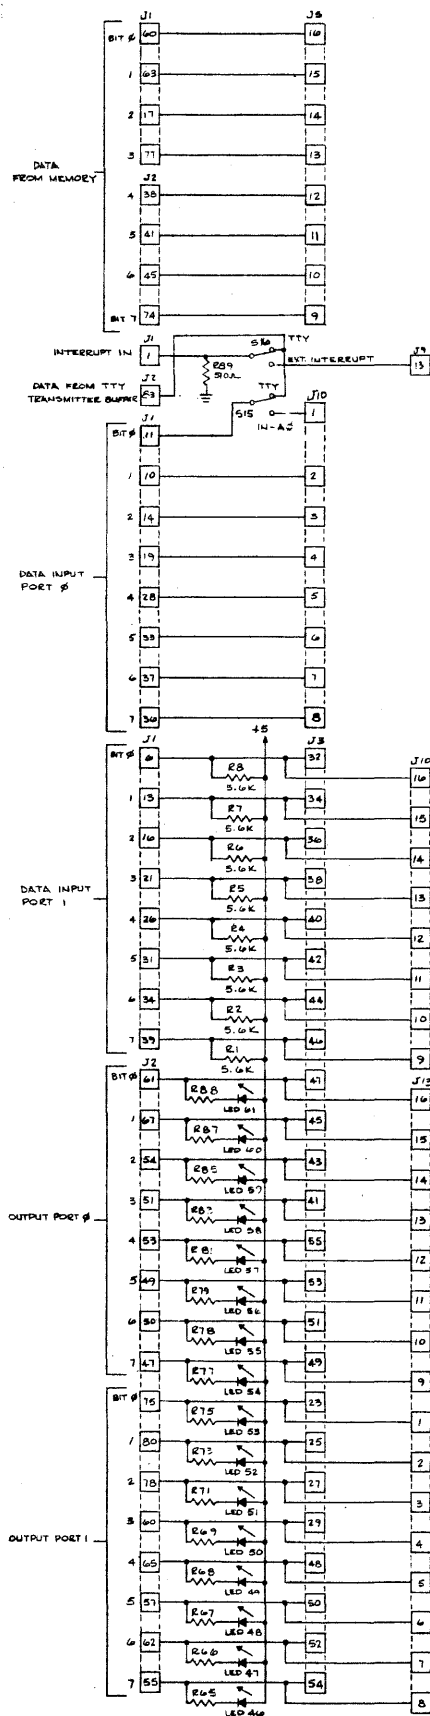 J1 J5
BIT Ø 60 16
1 63 15
2 17 14
3 77 13
DATA
FROM MEMORY
J2
4 38 12
5 41 11
6 45 10
BIT 7 74 9
J1
INTERRUPT IN 1 S16 TTY
R89
510Ω
EXT. INTERRUPT
J9
13
J2
DATA FROM TTY
TRANSMITTER BUFFER
TTY
S15
IN-AØ
J10
1
J1
BIT Ø 11
1 10 2
2 14 3
3 19 4
DATA INPUT
PORT Ø
4 28 5
5 33 6
6 37 7
7 36 8
+5
J1 J3
BIT Ø 6 32
R8
5.6K
J10
16
1 13 34
R7
5.6K
15
2 16 36
R6
5.6K
14
3 21 38
R5
5.6K
13
DATA INPUT
PORT 1
4 26 40
R4
5.6K
12
5 31 42
R3
5.6K
11
6 34 44
R2
5.6K
10
7 39 46
R1
5.6K
9
J2
BIT Ø 61 47
R88
LED 61
16
1 67 45
R87
LED 60
15
2 54 43
R85
14
3 51 41
LED 58
13
OUTPUT PORT Ø
4 53 55
R81
LED 57
12
5 49 53
R79
LED 56
11
6 50 51
R78
LED 55
10
7 47 49
R77
LED 54
9
BIT Ø 75 23
R75
LED 53
1
1 80 25
R73
LED 52
2
2 78 27
R71
LED 51
3
3 60 29
R69
LED 50
4
OUTPUT PORT 1
4 65 48
R68
LED 49
5
5 57 50
R67
LED 48
6
6 62 52
R66
LED 47
7
7 55 54
R65
LED 46
8